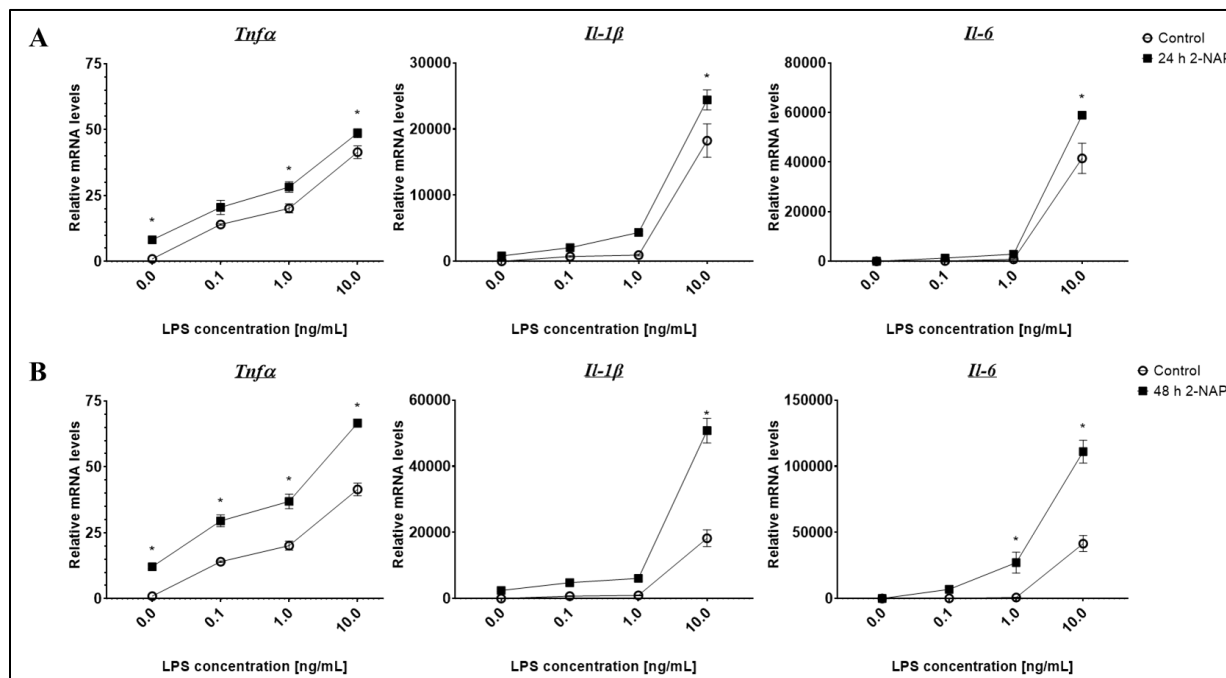 A
Tnfα
Il-1β
Il-6
Control
24 h 2-NAP
Relative mRNA levels
75
50
25
0
*
*
*
0.0
0.1
1.0
10.0
LPS concentration [ng/mL]
Relative mRNA levels
30000
20000
10000
0
*
0.0
0.1
1.0
10.0
LPS concentration [ng/mL]
Relative mRNA levels
80000
60000
40000
20000
0
*
0.0
0.1
1.0
10.0
LPS concentration [ng/mL]
B
Tnfα
Il-1β
Il-6
Control
48 h 2-NAP
Relative mRNA levels
75
50
25
0
*
*
*
*
0.0
0.1
1.0
10.0
LPS concentration [ng/mL]
Relative mRNA levels
60000
40000
20000
0
*
0.0
0.1
1.0
10.0
LPS concentration [ng/mL]
Relative mRNA levels
150000
100000
50000
0
*
*
0.0
0.1
1.0
10.0
LPS concentration [ng/mL]